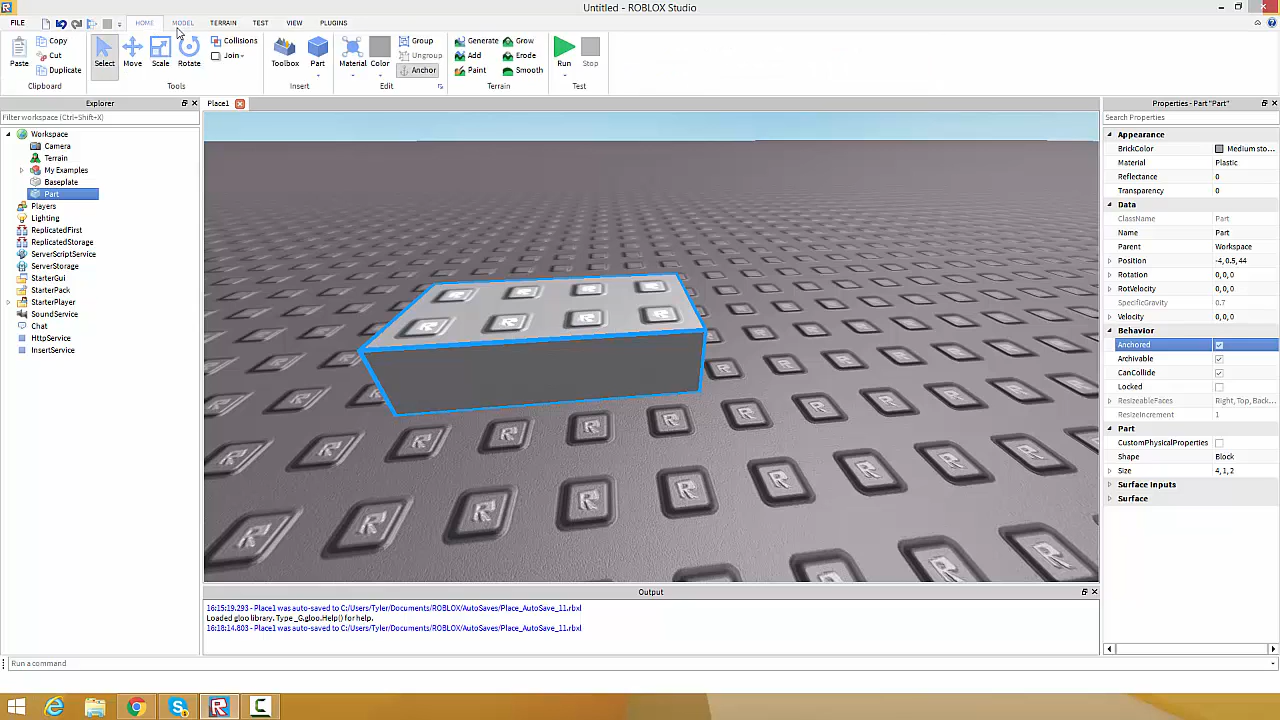 Untitled - ROBLOX Studio
FILE HOME MODEL TERRAIN TEST VIEW PLUGINS
Paste Copy Cut Duplicate Clipboard
Select Move Scale Rotate Collisions Join Tools
Toolbox Part Insert
Material Color Group Ungroup Anchor Edit
Generate Add Paint Grow Erode Smooth Terrain
Run Stop Test
Explorer
Filter workspace (Ctrl+Shift+X)
Workspace
Camera
Terrain
My Examples
Baseplate
Part
Players
Lighting
ReplicatedFirst
ReplicatedStorage
ServerScriptService
ServerStorage
StarterGui
StarterPack
StarterPlayer
SoundService
Chat
HttpService
InsertService
Place1
Properties - Part "Part"
Search Properties
Appearance
BrickColor Medium sto...
Material Plastic
Reflectance 0
Transparency 0
Data
ClassName Part
Name Part
Parent Workspace
Position -4, 0.5, 44
Rotation 0, 0, 0
RotVelocity 0, 0, 0
SpecificGravity 0.7
Velocity 0, 0, 0
Behavior
Anchored
Archivable
CanCollide
Locked
ResizeableFaces Right, Top, Back...
ResizeIncrement 1
Part
CustomPhysicalProperties
Shape Block
Size 4, 1, 2
Surface Inputs
Surface
Output
16:15:19.293 - Place1 was auto-saved to C:/Users/Tyler/Documents/ROBLOX/AutoSaves/Place_AutoSave_11.rbxl
Loaded gloo library. Type _G.gloo.Help() for help.
16:18:14.803 - Place1 was auto-saved to C:/Users/Tyler/Documents/ROBLOX/AutoSaves/Place_AutoSave_11.rbxl
Run a command